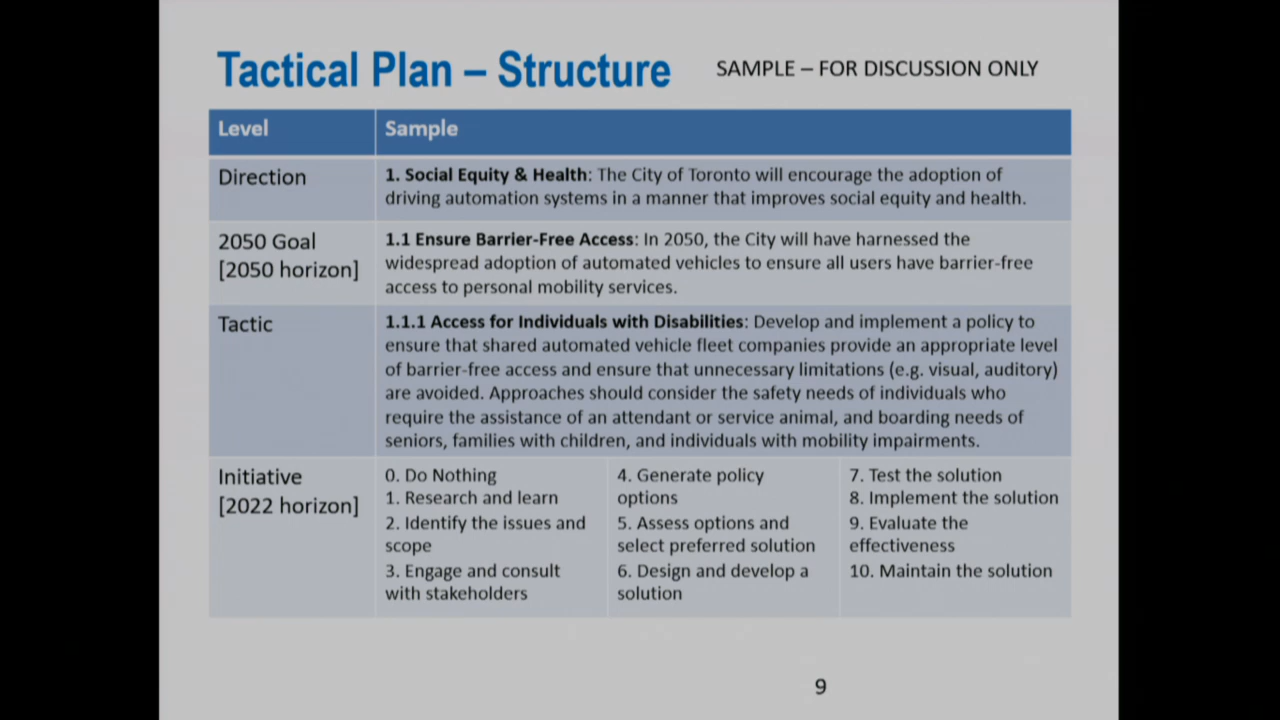 Tactical Plan – Structure
SAMPLE – FOR DISCUSSION ONLY
Level
Sample
Direction
1. Social Equity & Health: The City of Toronto will encourage the adoption of
driving automation systems in a manner that improves social equity and health.
2050 Goal
[2050 horizon]
1.1 Ensure Barrier-Free Access: In 2050, the City will have harnessed the
widespread adoption of automated vehicles to ensure all users have barrier-free
access to personal mobility services.
Tactic
1.1.1 Access for Individuals with Disabilities: Develop and implement a policy to
ensure that shared automated vehicle fleet companies provide an appropriate level
of barrier-free access and ensure that unnecessary limitations (e.g. visual, auditory)
are avoided. Approaches should consider the safety needs of individuals who
require the assistance of an attendant or service animal, and boarding needs of
seniors, families with children, and individuals with mobility impairments.
Initiative
[2022 horizon]
0. Do Nothing
1. Research and learn
2. Identify the issues and
scope
3. Engage and consult
with stakeholders
4. Generate policy
options
5. Assess options and
select preferred solution
6. Design and develop a
solution
7. Test the solution
8. Implement the solution
9. Evaluate the
effectiveness
10. Maintain the solution
9